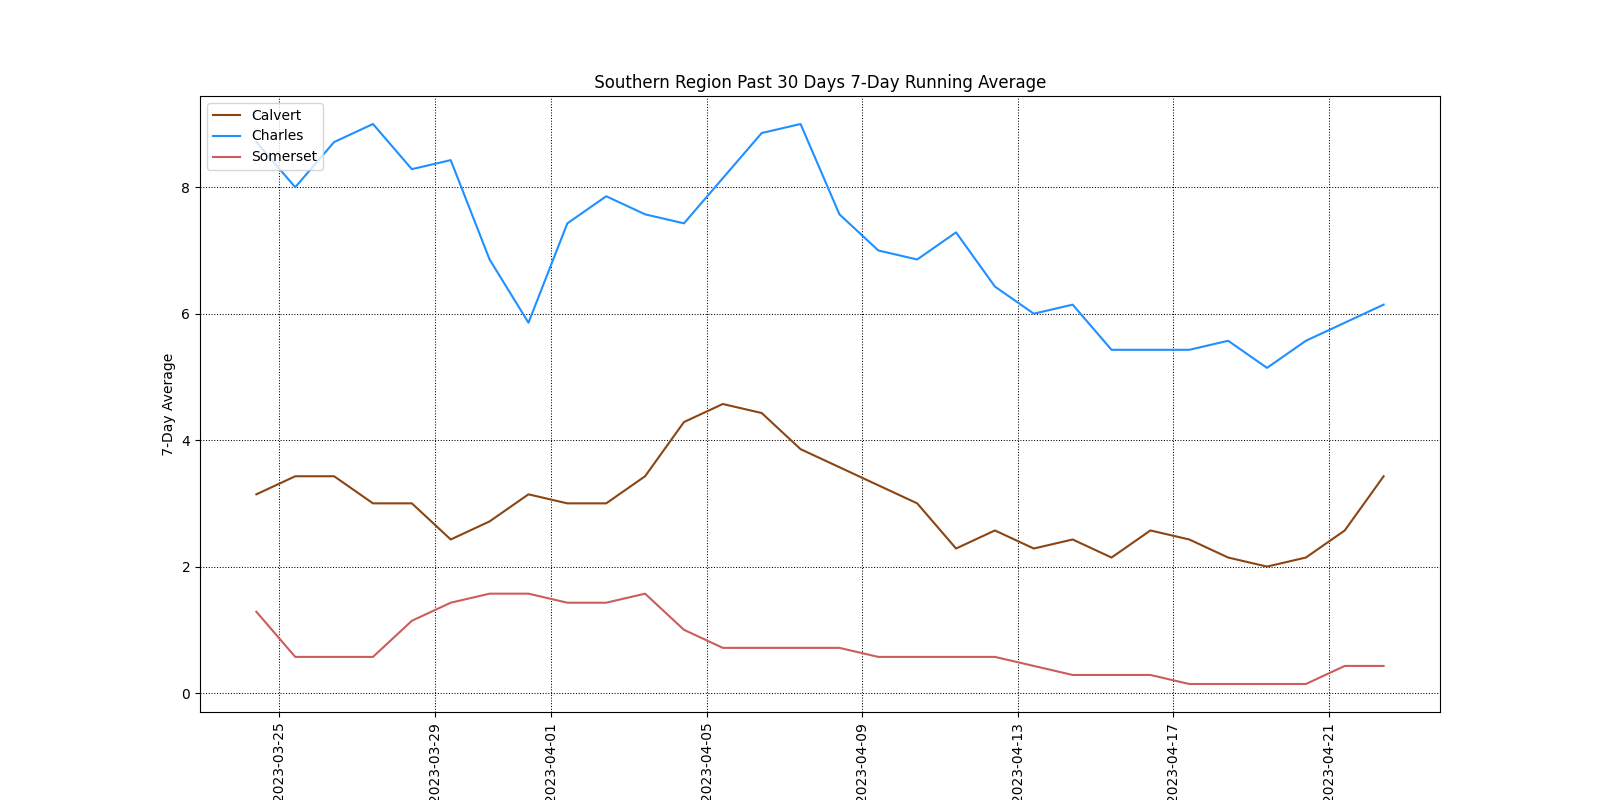 Southern Region Past 30 Days 7-Day Running Average
Calvert
Charles
Somerset
8
6
4
2
0
7-Day Average
2023-03-25
2023-03-29
2023-04-01
2023-04-05
2023-04-09
2023-04-13
2023-04-17
2023-04-21